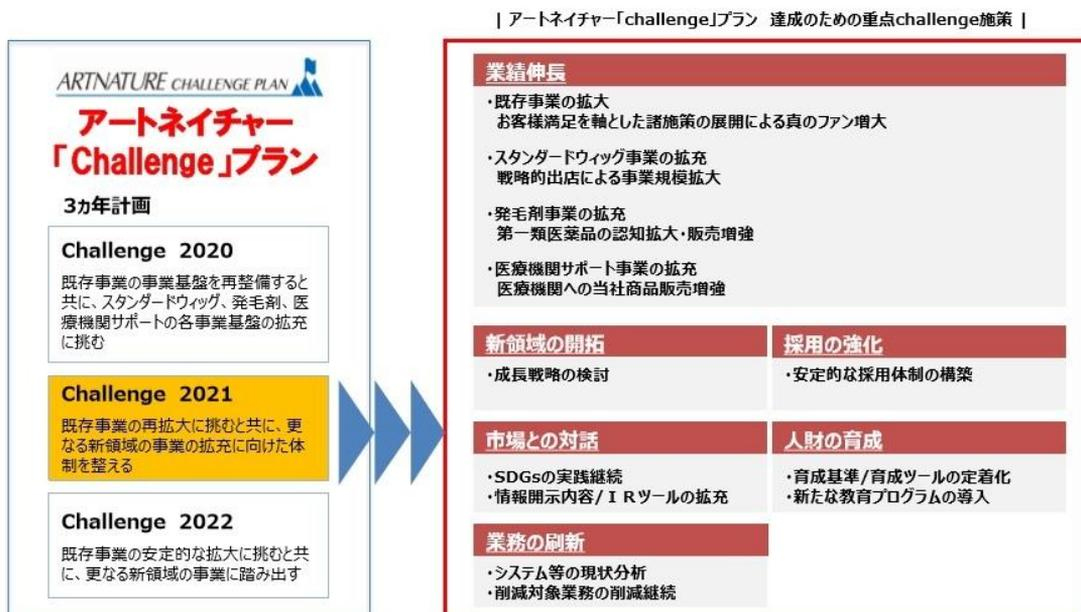 | アートネイチャー「challenge」プラン 達成のための重点challenge施策 |
ARTNATURE CHALLENGE PLAN
アートネイチャー
「Challenge」プラン
3ヵ年計画
Challenge 2020
既存事業の事業基盤を再整備すると
共に、スタンダードウィッグ、発毛剤、医
療機関サポートの各事業基盤の拡充
に挑む
Challenge 2021
既存事業の再拡大に挑むと共に、更
なる新領域の事業の拡充に向けた体
制を整える
Challenge 2022
既存事業の安定的な拡大に挑むと共
に、更なる新領域の事業に踏み出す
業績伸長
・既存事業の拡大
お客様満足を軸とした諸施策の展開による真のファン増大
・スタンダードウィッグ事業の拡充
戦略的出店による事業規模拡大
・発毛剤事業の拡充
第一類医薬品の認知拡大・販売増強
・医療機関サポート事業の拡充
医療機関への当社商品販売増強
新領域の開拓
・成長戦略の検討
採用の強化
・安定的な採用体制の構築
市場との対話
・SDGsの実践継続
・情報開示内容/ＩＲツールの拡充
人財の育成
・育成基準/育成ツールの定着化
・新たな教育プログラムの導入
業務の刷新
・システム等の現状分析
・削減対象業務の削減継続